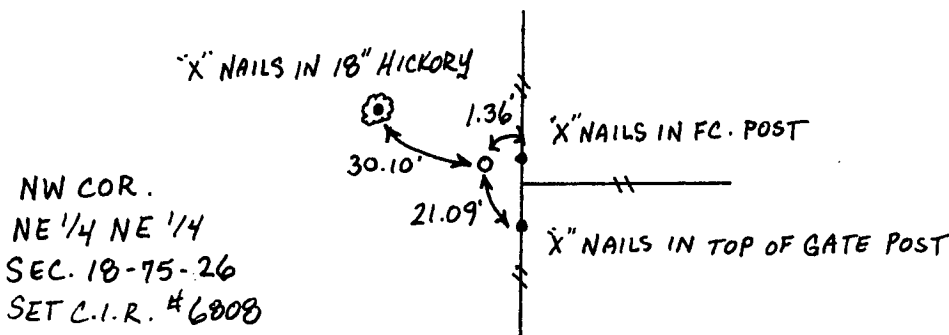 "X" NAILS IN 18" HICKORY
1.36'
"X" NAILS IN FC. POST
30.10'
21.09'
"X" NAILS IN TOP OF GATE POST
NW COR.
NE 1/4 NE 1/4
SEC. 18-75-26
SET C.I.R. #6808